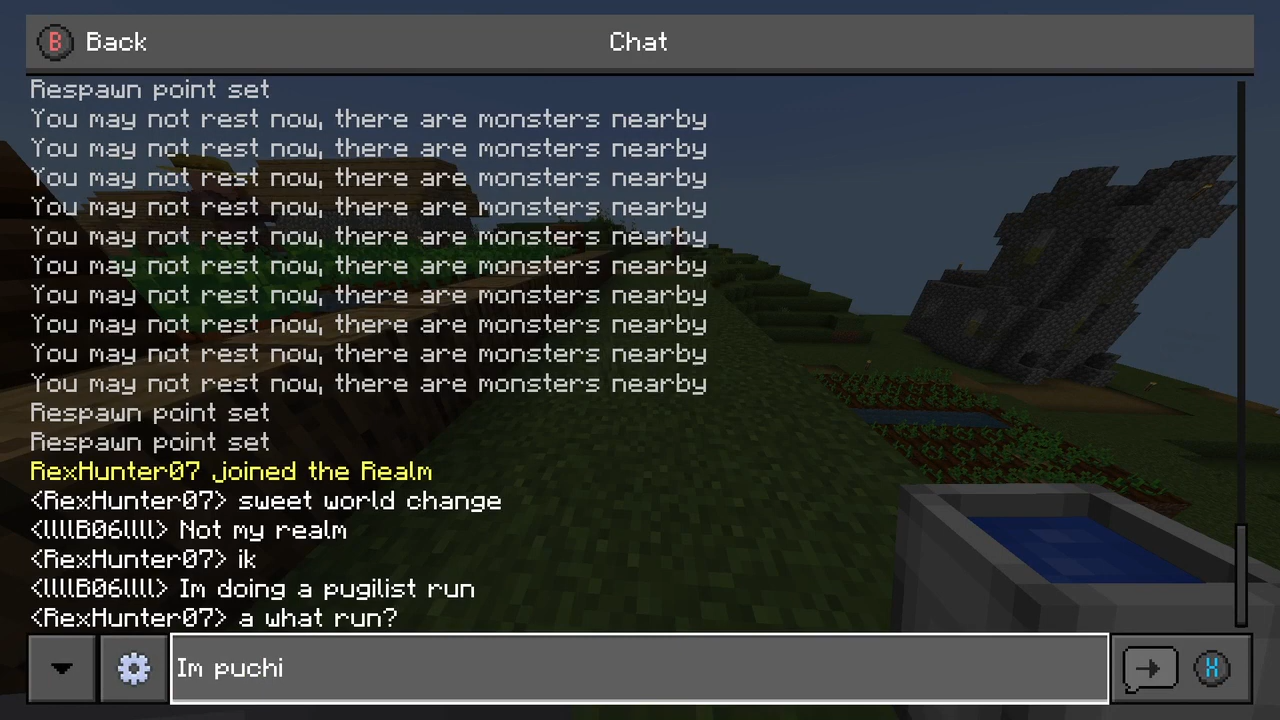 B Back
Chat
Respawn point set
You may not rest now, there are monsters nearby
You may not rest now, there are monsters nearby
You may not rest now, there are monsters nearby
You may not rest now, there are monsters nearby
You may not rest now, there are monsters nearby
You may not rest now, there are monsters nearby
You may not rest now, there are monsters nearby
You may not rest now, there are monsters nearby
You may not rest now, there are monsters nearby
You may not rest now, there are monsters nearby
Respawn point set
Respawn point set
RexHunter07 joined the Realm
<RexHunter07> sweet world change
<llllB06llll> Not my realm
<RexHunter07> ik
<llllB06llll> Im doing a pugilist run
<RexHunter07> a what run?
Im puchi
X